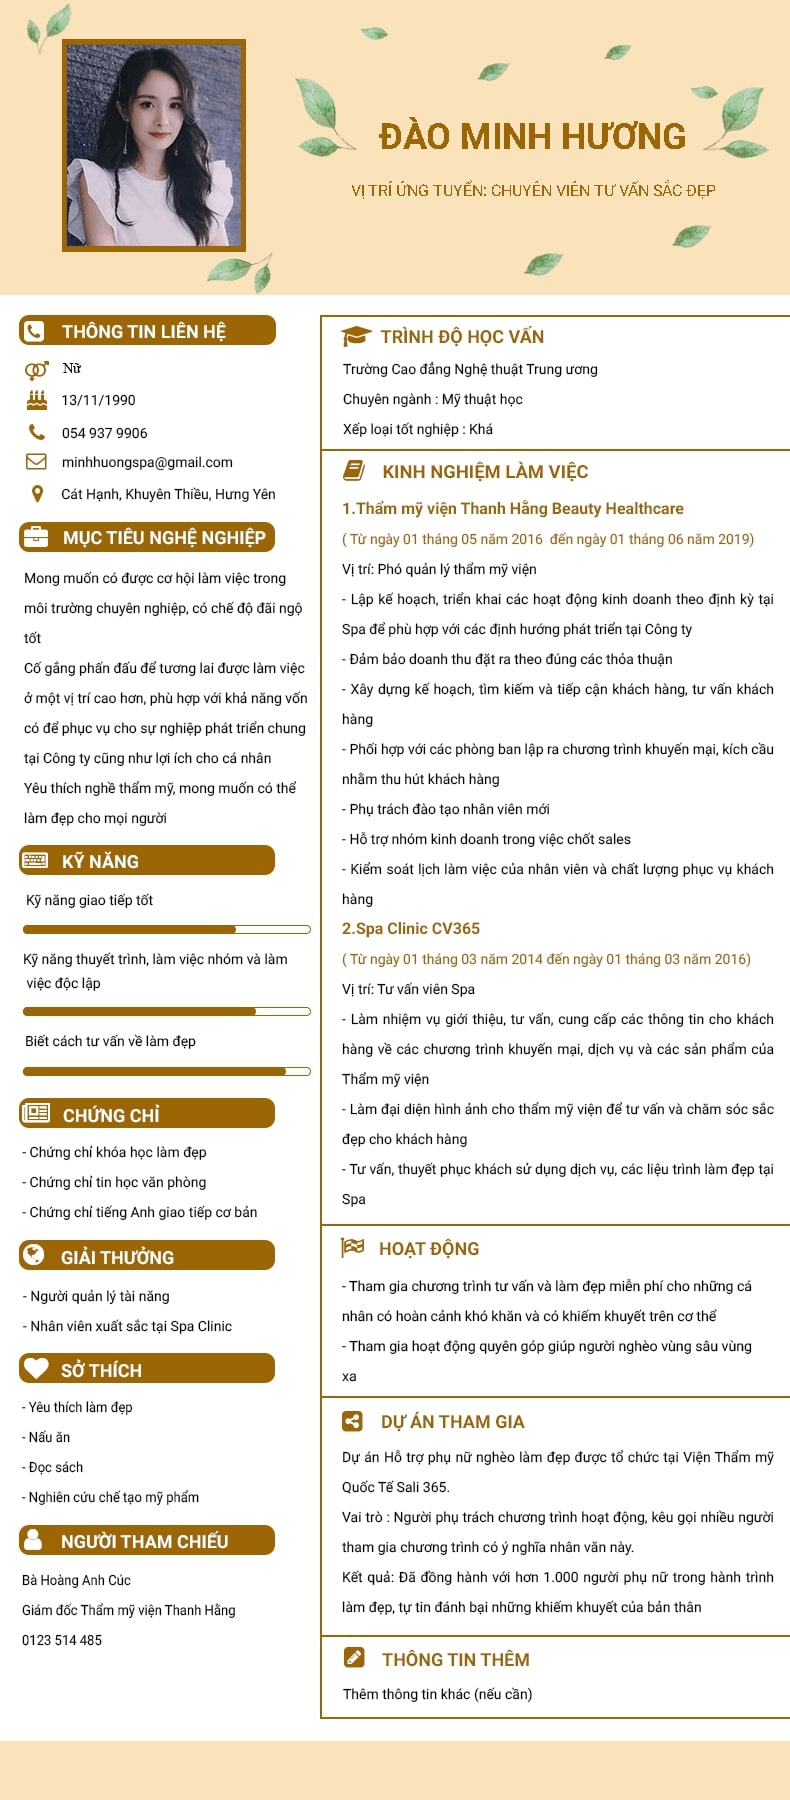 ĐÀO MINH HƯƠNG
VỊ TRÍ ỨNG TUYỂN: CHUYÊN VIÊN TƯ VẤN SẮC ĐẸP
THÔNG TIN LIÊN HỆ
Nữ
13/11/1990
054 937 9906
minhhuongspa@gmail.com
Cát Hạnh, Khuyên Thiều, Hưng Yên
MỤC TIÊU NGHỀ NGHIỆP
Mong muốn có được cơ hội làm việc trong
môi trường chuyên nghiệp, có chế độ đãi ngộ
tốt
Cố gắng phấn đấu để tương lai được làm việc
ở một vị trí cao hơn, phù hợp với khả năng vốn
có để phục vụ cho sự nghiệp phát triển chung
tại Công ty cũng như lợi ích cho cá nhân
Yêu thích nghề thẩm mỹ, mong muốn có thể
làm đẹp cho mọi người
KỸ NĂNG
Kỹ năng giao tiếp tốt
Kỹ năng thuyết trình, làm việc nhóm và làm
việc độc lập
Biết cách tư vấn về làm đẹp
CHỨNG CHỈ
- Chứng chỉ khóa học làm đẹp
- Chứng chỉ tin học văn phòng
- Chứng chỉ tiếng Anh giao tiếp cơ bản
GIẢI THƯỞNG
- Người quản lý tài năng
- Nhân viên xuất sắc tại Spa Clinic
SỞ THÍCH
- Yêu thích làm đẹp
- Nấu ăn
- Đọc sách
- Nghiên cứu chế tạo mỹ phẩm
NGƯỜI THAM CHIẾU
Bà Hoàng Anh Cúc
Giám đốc Thẩm mỹ viện Thanh Hằng
0123 514 485
TRÌNH ĐỘ HỌC VẤN
Trường Cao đẳng Nghệ thuật Trung ương
Chuyên ngành : Mỹ thuật học
Xếp loại tốt nghiệp : Khá
KINH NGHIỆM LÀM VIỆC
1.Thẩm mỹ viện Thanh Hằng Beauty Healthcare
( Từ ngày 01 tháng 05 năm 2016 đến ngày 01 tháng 06 năm 2019)
Vị trí: Phó quản lý thẩm mỹ viện
- Lập kế hoạch, triển khai các hoạt động kinh doanh theo định kỳ tại
Spa để phù hợp với các định hướng phát triển tại Công ty
- Đảm bảo doanh thu đặt ra theo đúng các thỏa thuận
- Xây dựng kế hoạch, tìm kiếm và tiếp cận khách hàng, tư vấn khách
hàng
- Phối hợp với các phòng ban lập ra chương trình khuyến mại, kích cầu
nhằm thu hút khách hàng
- Phụ trách đào tạo nhân viên mới
- Hỗ trợ nhóm kinh doanh trong việc chốt sales
- Kiểm soát lịch làm việc của nhân viên và chất lượng phục vụ khách
hàng
2.Spa Clinic CV365
( Từ ngày 01 tháng 03 năm 2014 đến ngày 01 tháng 03 năm 2016)
Vị trí: Tư vấn viên Spa
- Làm nhiệm vụ giới thiệu, tư vấn, cung cấp các thông tin cho khách
hàng về các chương trình khuyến mại, dịch vụ và các sản phẩm của
Thẩm mỹ viện
- Làm đại diện hình ảnh cho thẩm mỹ viện để tư vấn và chăm sóc sắc
đẹp cho khách hàng
- Tư vấn, thuyết phục khách sử dụng dịch vụ, các liệu trình làm đẹp tại
Spa
HOẠT ĐỘNG
- Tham gia chương trình tư vấn và làm đẹp miễn phí cho những cá
nhân có hoàn cảnh khó khăn và có khiếm khuyết trên cơ thể
- Tham gia hoạt động quyên góp giúp người nghèo vùng sâu vùng
xa
DỰ ÁN THAM GIA
Dự án Hỗ trợ phụ nữ nghèo làm đẹp được tổ chức tại Viện Thẩm mỹ
Quốc Tế Sali 365.
Vai trò : Người phụ trách chương trình hoạt động, kêu gọi nhiều người
tham gia chương trình có ý nghĩa nhân văn này.
Kết quả: Đã đồng hành với hơn 1.000 người phụ nữ trong hành trình
làm đẹp, tự tin đánh bại những khiếm khuyết của bản thân
THÔNG TIN THÊM
Thêm thông tin khác (nếu cần)